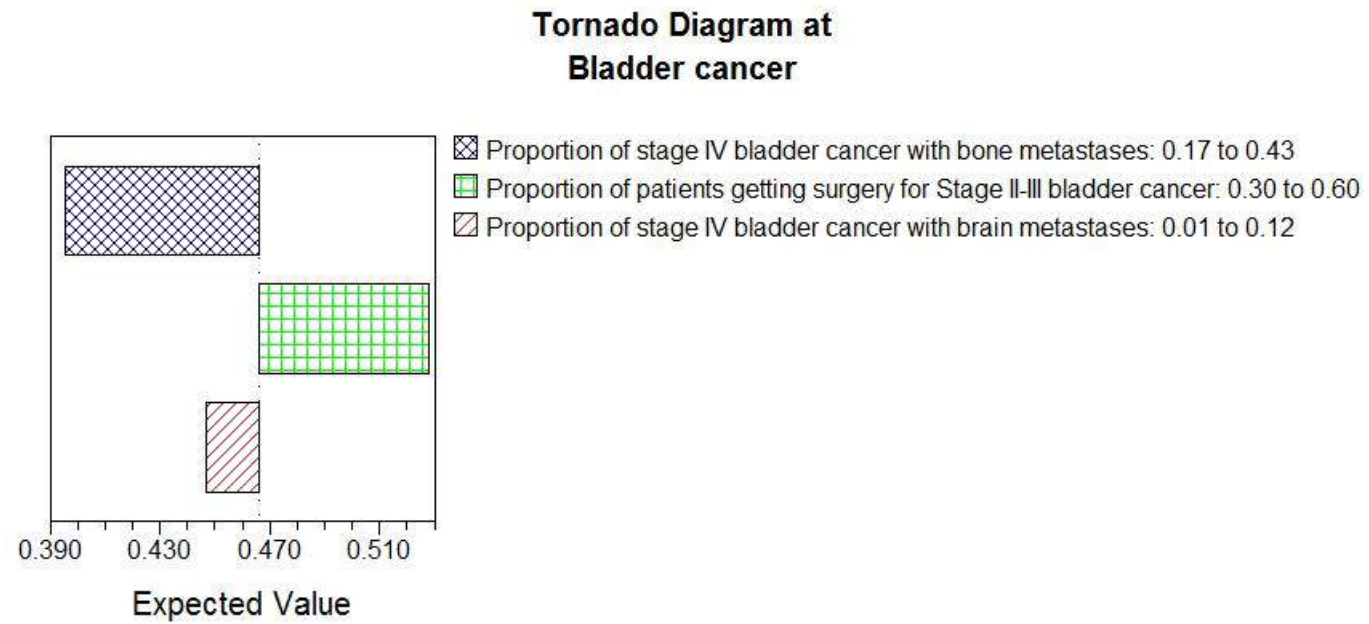 Tornado Diagram at
Bladder cancer
Proportion of stage IV bladder cancer with bone metastases: 0.17 to 0.43
Proportion of patients getting surgery for Stage II-III bladder cancer: 0.30 to 0.60
Proportion of stage IV bladder cancer with brain metastases: 0.01 to 0.12
0.390 0.430 0.470 0.510
Expected Value